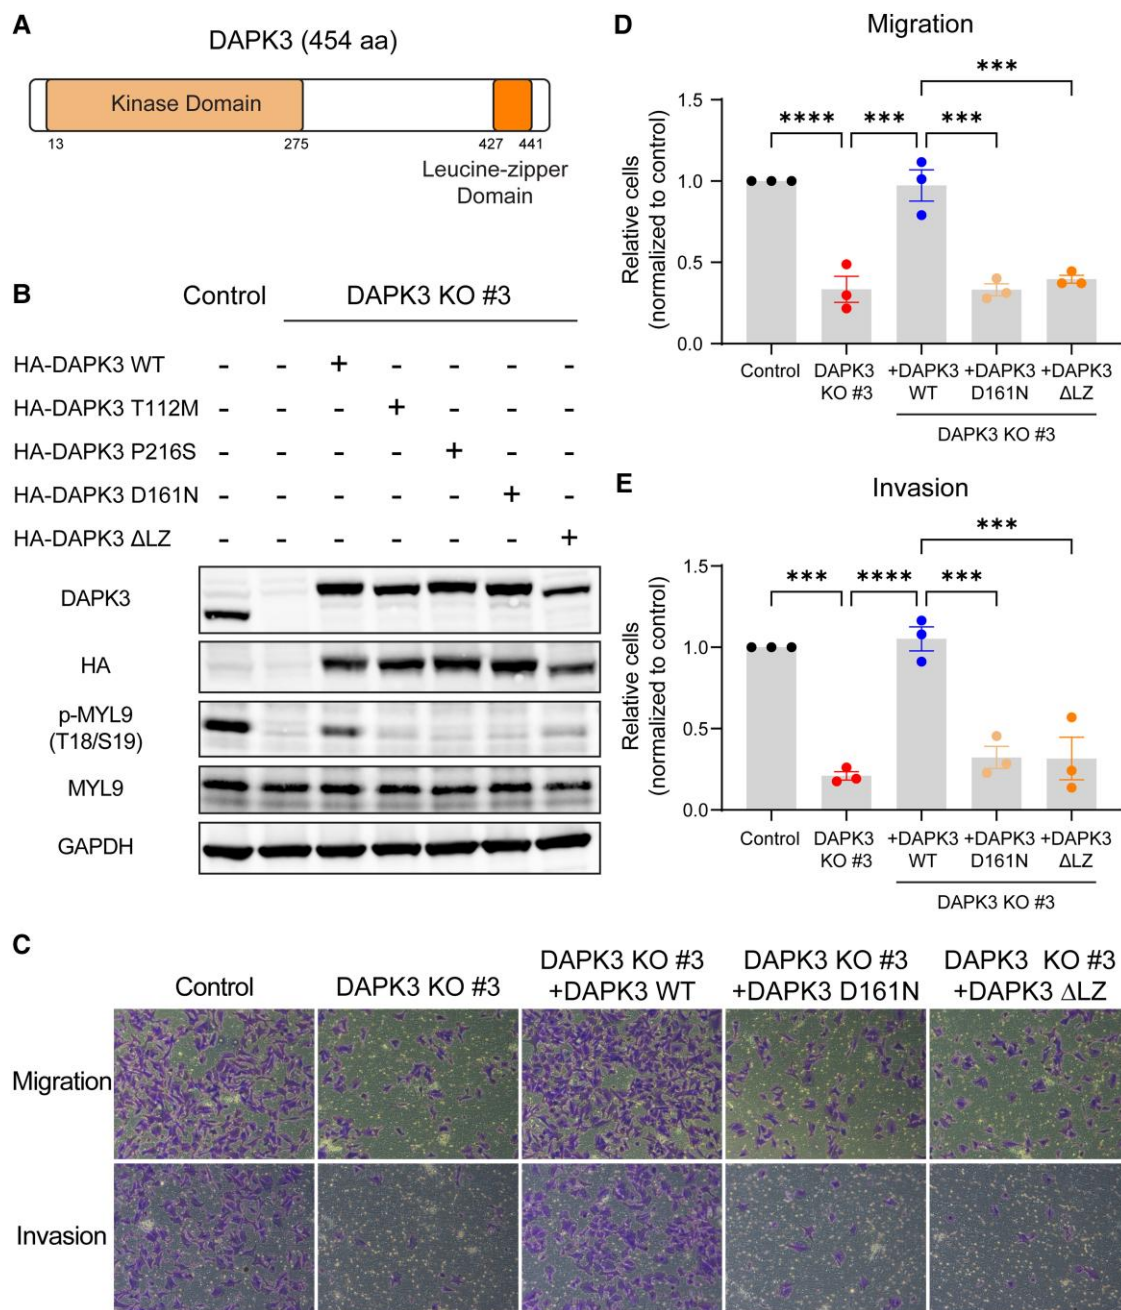 A
DAPK3 (454 aa)
Kinase Domain
13 275 427 441
Leucine-zipper
Domain
B
Control DAPK3 KO #3
HA-DAPK3 WT - - + - - - -
HA-DAPK3 T112M - - - + - - -
HA-DAPK3 P216S - - - - + - -
HA-DAPK3 D161N - - - - - + -
HA-DAPK3 ΔLZ - - - - - - +
DAPK3
HA
p-MYL9
(T18/S19)
MYL9
GAPDH
C
Control
DAPK3 KO #3
DAPK3 KO #3
+DAPK3 WT
DAPK3 KO #3
+DAPK3 D161N
DAPK3 KO #3
+DAPK3 ΔLZ
Migration
Invasion
D
Migration
***
**** *** ***
Relative cells
(normalized to control)
1.5
1.0
0.5
0.0
Control
DAPK3
KO #3
+DAPK3
WT
+DAPK3
D161N
+DAPK3
ΔLZ
DAPK3 KO #3
E
Invasion
***
*** **** ***
Relative cells
(normalized to control)
1.5
1.0
0.5
0.0
Control
DAPK3
KO #3
+DAPK3
WT
+DAPK3
D161N
+DAPK3
ΔLZ
DAPK3 KO #3